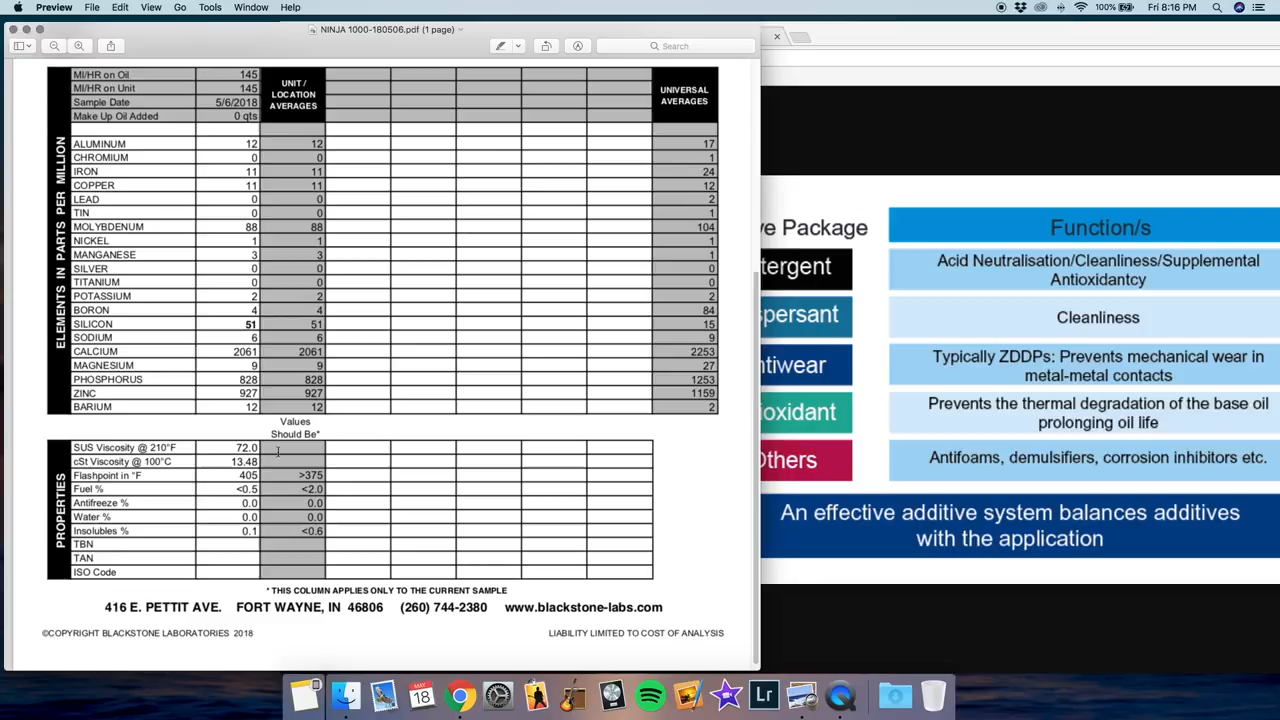 Preview File Edit View Go Tools Window Help 100% Fri 8:16 PM
NINJA 1000-180506.pdf (1 page)
Search
MI/HR on Oil 145
MI/HR on Unit 145
Sample Date 5/6/2018
Make Up Oil Added 0 qts
UNIT / LOCATION AVERAGES
UNIVERSAL AVERAGES
ELEMENTS IN PARTS PER MILLION
ALUMINUM 12 12 17
CHROMIUM 0 0 1
IRON 11 11 24
COPPER 11 11 12
LEAD 0 0 2
TIN 0 0 1
MOLYBDENUM 88 88 104
NICKEL 1 1 1
MANGANESE 3 3 1
SILVER 0 0 0
TITANIUM 0 0 0
POTASSIUM 2 2 2
BORON 4 4 84
SILICON 51 51 15
SODIUM 6 6 9
CALCIUM 2061 2061 2253
MAGNESIUM 9 9 27
PHOSPHORUS 828 828 1253
ZINC 927 927 1159
BARIUM 12 12 2
Values
Should Be*
PROPERTIES
SUS Viscosity @ 210°F 72.0
cSt Viscosity @ 100°C 13.48
Flashpoint in °F 405 >375
Fuel % <0.5 <2.0
Antifreeze % 0.0 0.0
Water % 0.0 0.0
Insolubles % 0.1 <0.6
TBN
TAN
ISO Code
* THIS COLUMN APPLIES ONLY TO THE CURRENT SAMPLE
416 E. PETTIT AVE. FORT WAYNE, IN 46806 (260) 744-2380 www.blackstone-labs.com
©COPYRIGHT BLACKSTONE LABORATORIES 2018 LIABILITY LIMITED TO COST OF ANALYSIS
ve Package Function/s
tergent Acid Neutralisation/Cleanliness/Supplemental
Antioxidantcy
spersant Cleanliness
ntiwear Typically ZDDPs: Prevents mechanical wear in
metal-metal contacts
ioxidant Prevents the thermal degradation of the base oil
prolonging oil life
Others Antifoams, demulsifiers, corrosion inhibitors etc.
An effective additive system balances additives
with the application
MAY
18
Lr